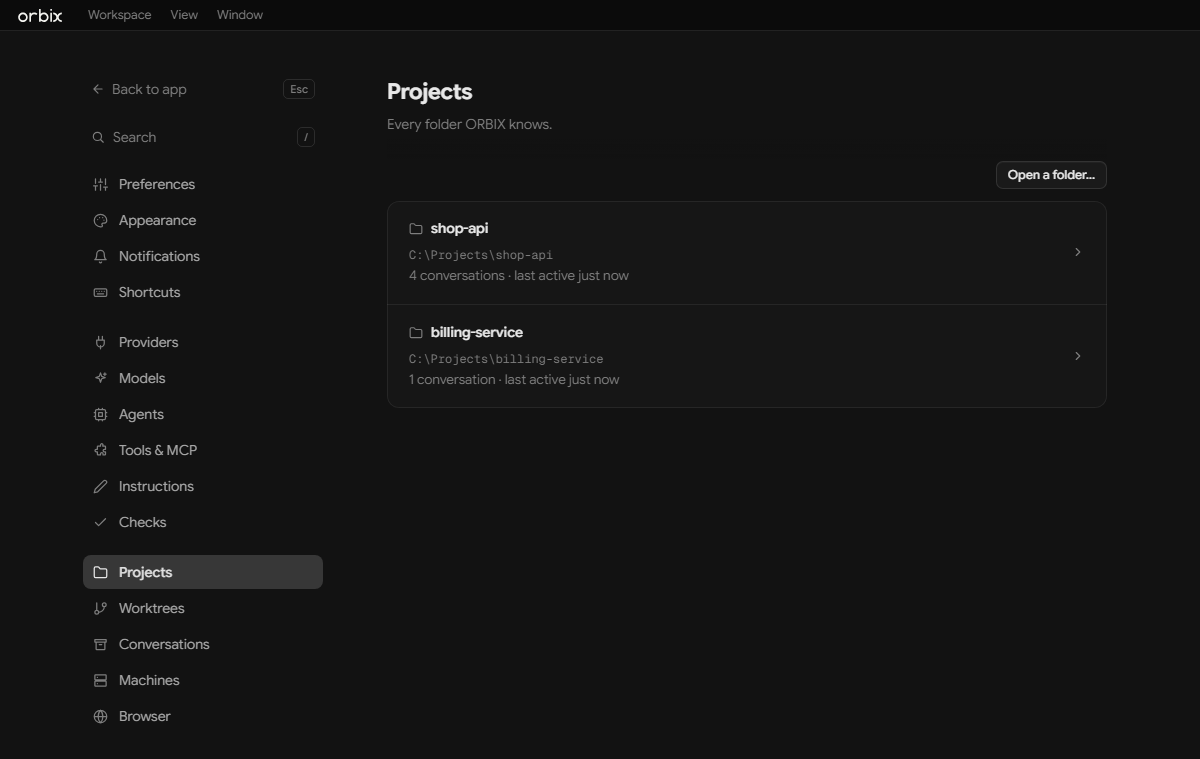 orbix Workspace View Window
Back to app Esc
Search /
Preferences
Appearance
Notifications
Shortcuts
Providers
Models
Agents
Tools & MCP
Instructions
Checks
Projects
Worktrees
Conversations
Machines
Browser
Projects
Every folder ORBIX knows.
Open a folder...
shop-api
C:\Projects\shop-api
4 conversations · last active just now
billing-service
C:\Projects\billing-service
1 conversation · last active just now